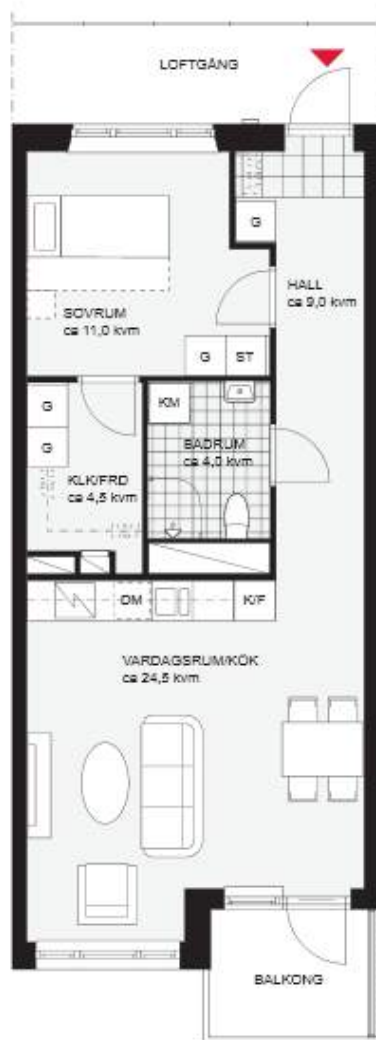 LOFTGÅNG
G
HALL
ca 9,0 kvm
SOVRUM
ca 11,0 kvm
G
ST
G
KM
G
BADRUM
ca 4,0 kvm
KLK/FRD
ca 4,5 kvm
DM
K/F
VARDAGSRUM/KÖK
ca 24,5 kvm
BALKONG